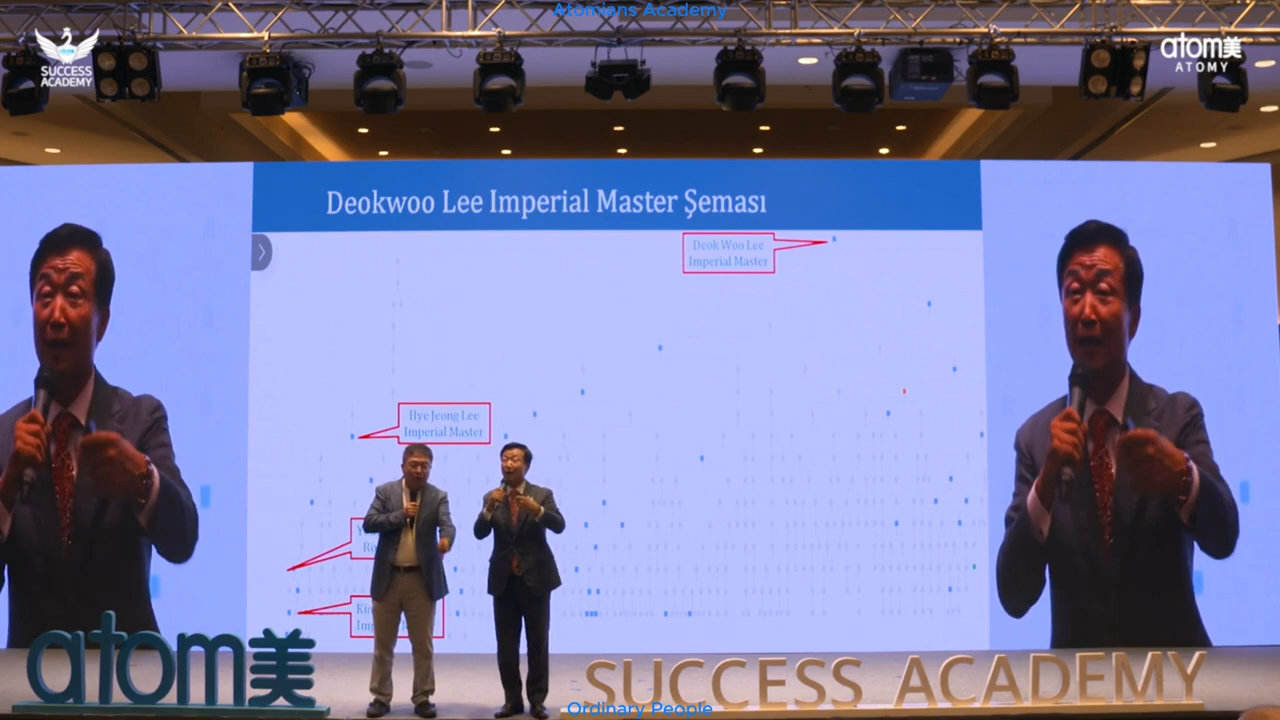 Atomians Academy
SUCCESS
ACADEMY
atom美
ATOMY
Deokwoo Lee Imperial Master Şeması
Deok Woo Lee
Imperial Master
Hye Jeong Lee
Imperial Master
atom美
SUCCESS ACADEMY
Ordinary People